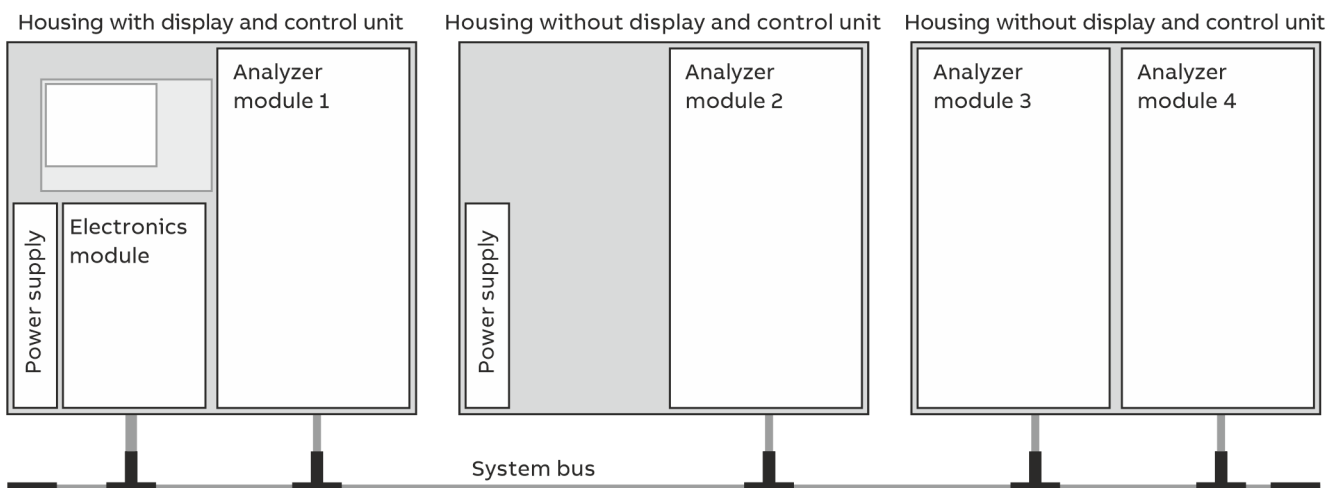 Housing with display and control unit
Housing without display and control unit
Housing without display and control unit
Analyzer
module 1
Electronics
module
Power supply
Analyzer
module 2
Power supply
Analyzer
module 3
Analyzer
module 4
System bus